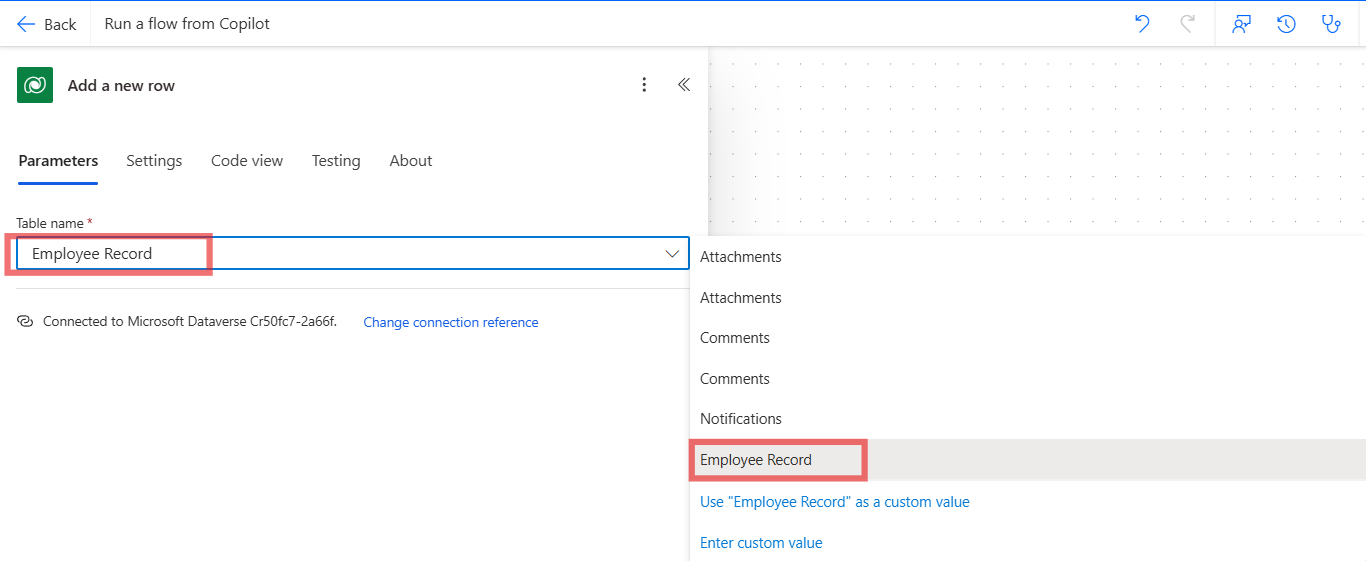 Back
Run a flow from Copilot
Add a new row
Parameters Settings Code view Testing About
Table name *
Employee Record
Connected to Microsoft Dataverse Cr50fc7-2a66f. Change connection reference
Attachments
Attachments
Comments
Comments
Notifications
Employee Record
Use "Employee Record" as a custom value
Enter custom value